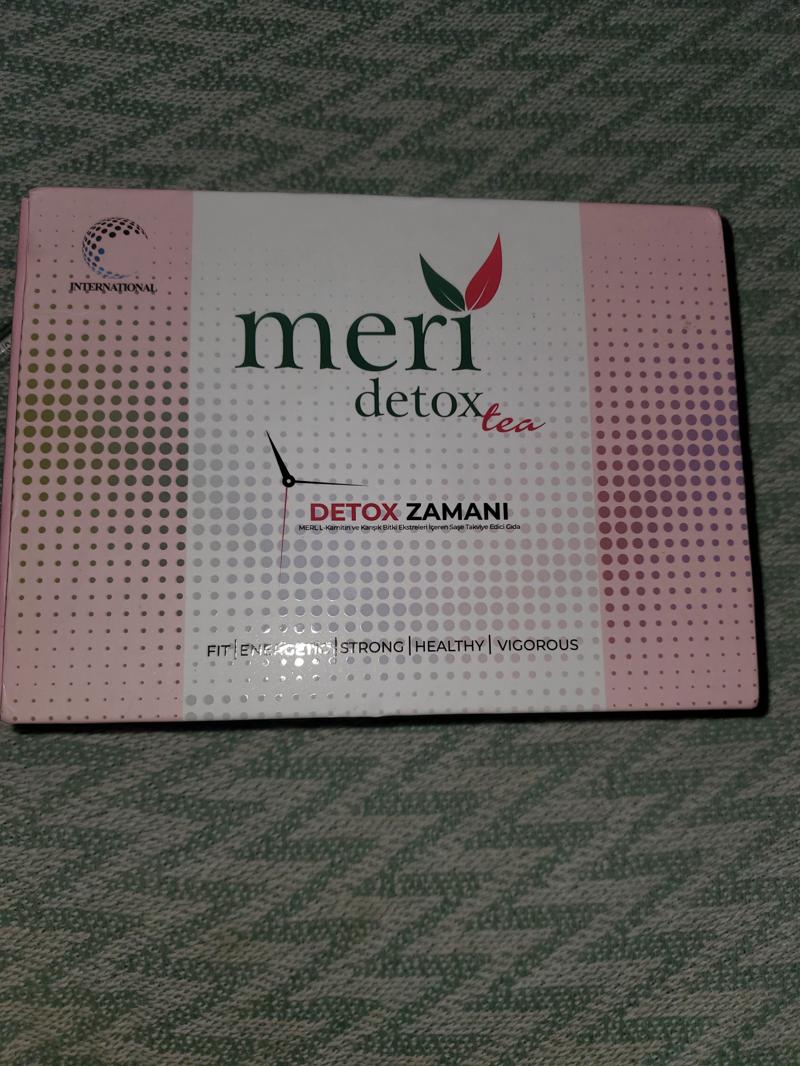 INTERNATIONAL
meri
detox tea
DETOX ZAMANI
MERİ, L-Karnitin ve Karışık Bitki Ekstreleri İçeren Saşe Takviye Edici Gıda
FIT | ENERGETIC | STRONG | HEALTHY | VIGOROUS